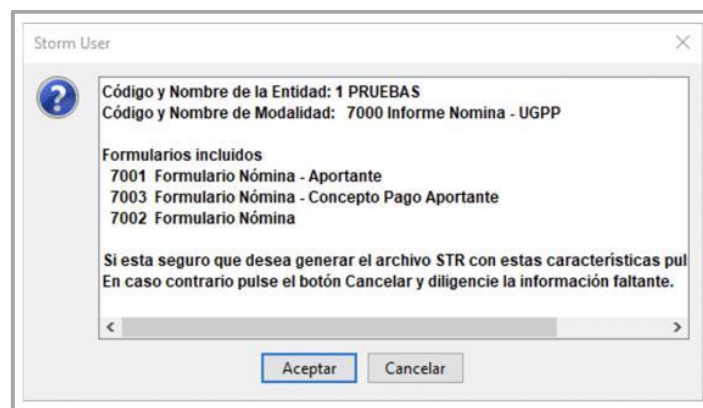 Storm User
Código y Nombre de la Entidad: 1 PRUEBAS
Código y Nombre de Modalidad: 7000 Informe Nomina - UGPP
Formularios incluidos
7001 Formulario Nómina - Aportante
7003 Formulario Nómina - Concepto Pago Aportante
7002 Formulario Nómina
Si esta seguro que desea generar el archivo STR con estas características pul
En caso contrario pulse el botón Cancelar y diligencie la información faltante.
Aceptar Cancelar